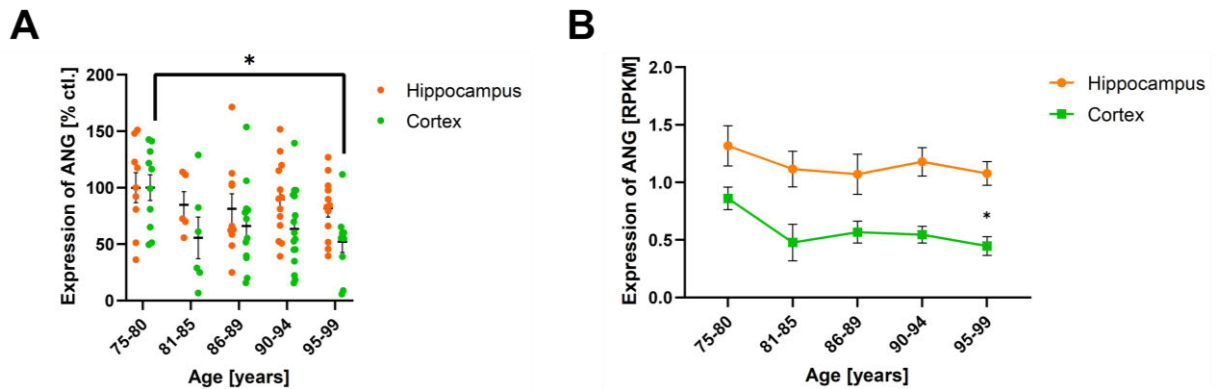 A
*
Expression of ANG [% ctl.]
200
150
100
50
0
75-80
81-85
86-89
90-94
95-99
Age [years]
Hippocampus
Cortex
B
Expression of ANG [RPKM]
2.0
1.5
1.0
0.5
0.0
*
75-80
81-85
86-89
90-94
95-99
Age [years]
Hippocampus
Cortex